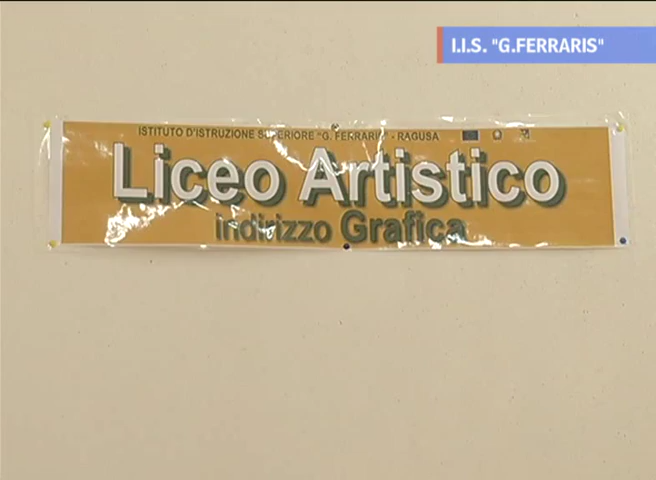 I.I.S. "G.FERRARIS"
ISTITUTO D'ISTRUZIONE SUPERIORE "G. FERRARIS" - RAGUSA
Liceo Artistico
indirizzo Grafica